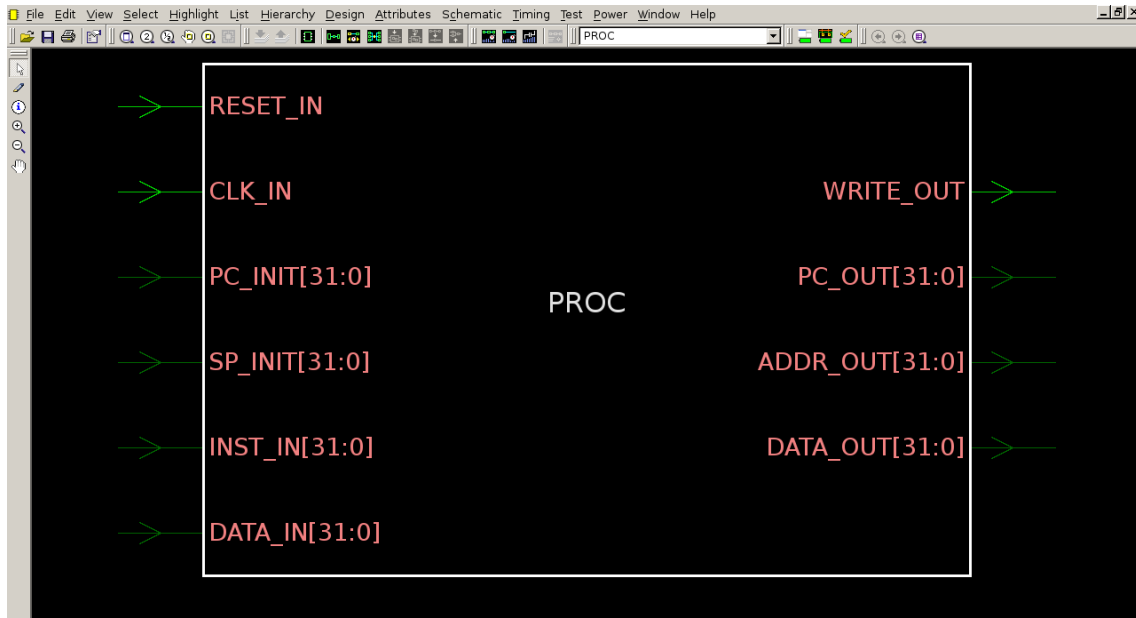 File Edit View Select Highlight List Hierarchy Design Attributes Schematic Timing Test Power Window Help
PROC
RESET_IN
CLK_IN
WRITE_OUT
PC_INIT[31:0]
PC_OUT[31:0]
PROC
SP_INIT[31:0]
ADDR_OUT[31:0]
INST_IN[31:0]
DATA_OUT[31:0]
DATA_IN[31:0]